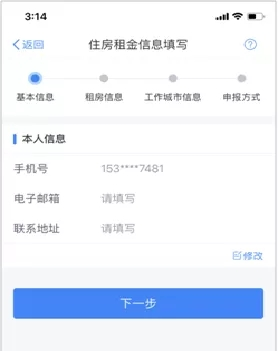 3:14
返回 住房租金信息填写
基本信息 租房信息 工作城市信息 申报方式
本人信息
手机号 153****7481
电子邮箱 请填写
联系地址 请填写
修改
下一步